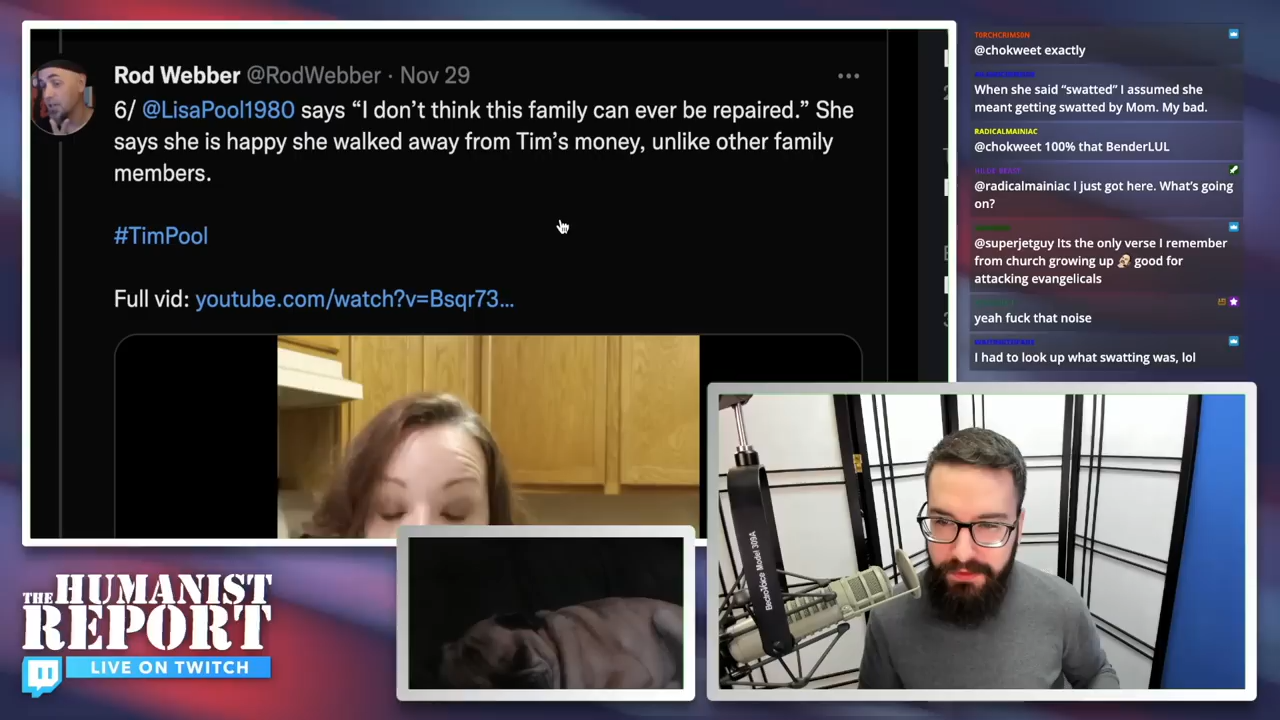 Rod Webber @RodWebber · Nov 29
6/ @LisaPool1980 says “I don’t think this family can ever be repaired.” She
says she is happy she walked away from Tim’s money, unlike other family
members.
#TimPool
Full vid: youtube.com/watch?v=Bsqr73...
T0RCHCR1MS0N
@chokweet exactly
When she said “swatted” I assumed she
meant getting swatted by Mom. My bad.
RADICALMAINIAC
@chokweet 100% that BenderLUL
@radicalmainiac I just got here. What's going
on?
@superjetguy Its the only verse I remember
from church growing up good for
attacking evangelicals
yeah fuck that noise
I had to look up what swatting was, lol
THE HUMANIST
REPORT
LIVE ON TWITCH
ElectroVoice Model 309A